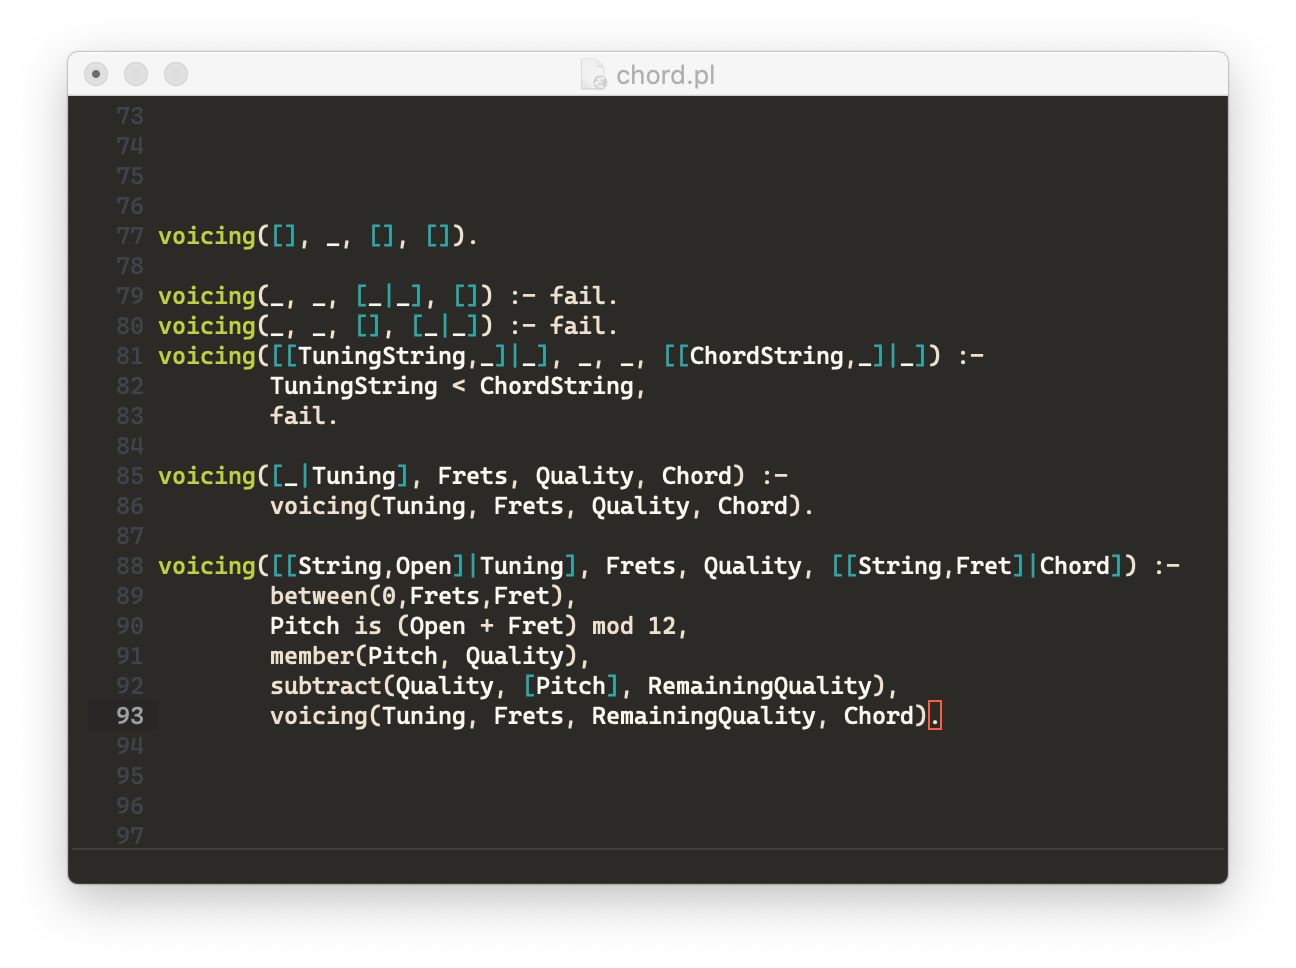 chord.pl
73
74
75
76
77 voicing([], _, [], []).
78
79 voicing(_, _, [_|_], []) :- fail.
80 voicing(_, _, [], [_|_]) :- fail.
81 voicing([[TuningString,_]|_], _, _, [[ChordString,_]|_]) :-
82         TuningString < ChordString,
83         fail.
84
85 voicing([_|Tuning], Frets, Quality, Chord) :-
86         voicing(Tuning, Frets, Quality, Chord).
87
88 voicing([[String,Open]|Tuning], Frets, Quality, [[String,Fret]|Chord]) :-
89         between(0,Frets,Fret),
90         Pitch is (Open + Fret) mod 12,
91         member(Pitch, Quality),
92         subtract(Quality, [Pitch], RemainingQuality),
93         voicing(Tuning, Frets, RemainingQuality, Chord).
94
95
96
97